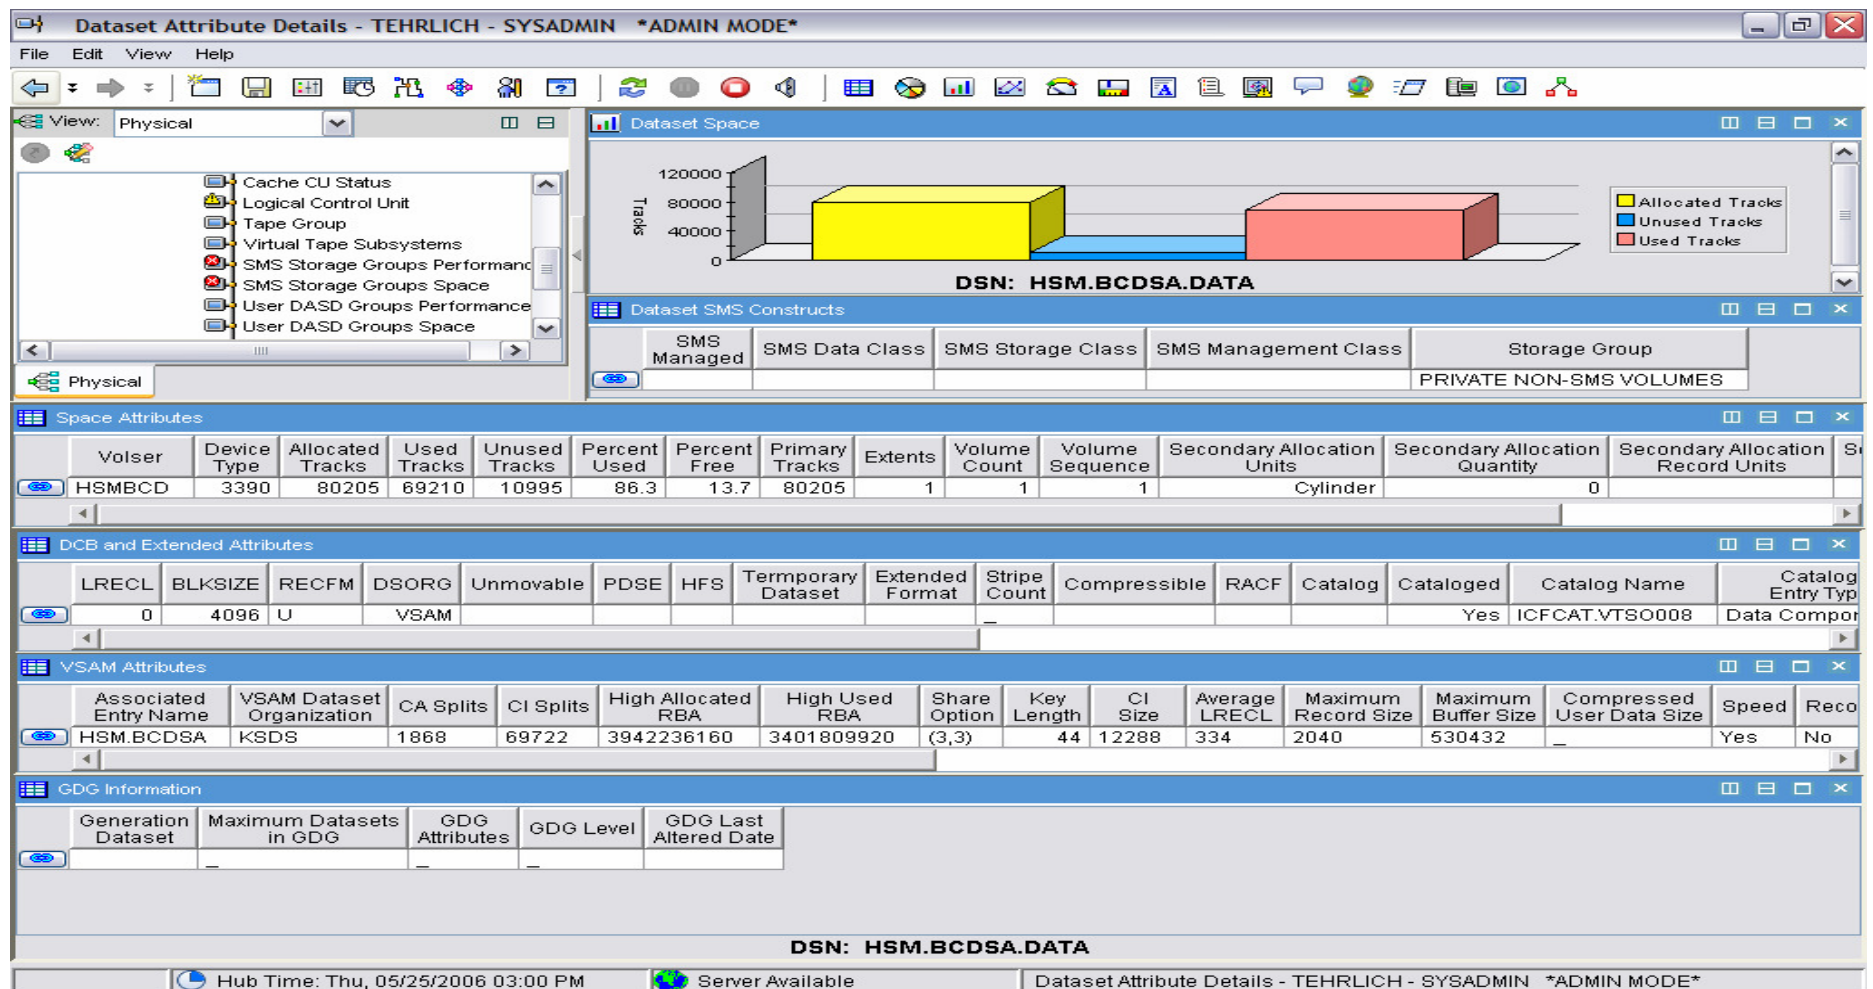 Dataset Attribute Details - TEHRLICH - SYSADMIN *ADMIN MODE*
File Edit View Help
View: Physical
Cache CU Status
Logical Control Unit
Tape Group
Virtual Tape Subsystems
SMS Storage Groups Performanc
SMS Storage Groups Space
User DASD Groups Performance
User DASD Groups Space
Physical
Dataset Space
120000
80000
40000
0
Tracks
Allocated Tracks
Unused Tracks
Used Tracks
DSN: HSM.BCDSA.DATA
Dataset SMS Constructs
SMS Managed SMS Data Class SMS Storage Class SMS Management Class Storage Group
PRIVATE NON-SMS VOLUMES
Space Attributes
Volser Device Type Allocated Tracks Used Tracks Unused Tracks Percent Used Percent Free Primary Tracks Extents Volume Count Volume Sequence Secondary Allocation Units Secondary Allocation Quantity Secondary Allocation Record Units
HSMBCD 3390 80205 69210 10995 86.3 13.7 80205 1 1 1 Cylinder 0
DCB and Extended Attributes
LRECL BLKSIZE RECFM DSORG Unmovable PDSE HFS Termporary Dataset Extended Format Stripe Count Compressible RACF Catalog Cataloged Catalog Name Catalog Entry Typ
0 4096 U VSAM _ Yes ICFCAT.VTSO008 Data Compor
VSAM Attributes
Associated Entry Name VSAM Dataset Organization CA Splits CI Splits High Allocated RBA High Used RBA Share Option Key Length CI Size Average LRECL Maximum Record Size Maximum Buffer Size Compressed User Data Size Speed Reco
HSM.BCDSA KSDS 1868 69722 3942236160 3401809920 (3,3) 44 12288 334 2040 530432 _ Yes No
GDG Information
Generation Dataset Maximum Datasets in GDG GDG Attributes GDG Level GDG Last Altered Date
_ _ _
DSN: HSM.BCDSA.DATA
Hub Time: Thu, 05/25/2006 03:00 PM Server Available Dataset Attribute Details - TEHRLICH - SYSADMIN *ADMIN MODE*